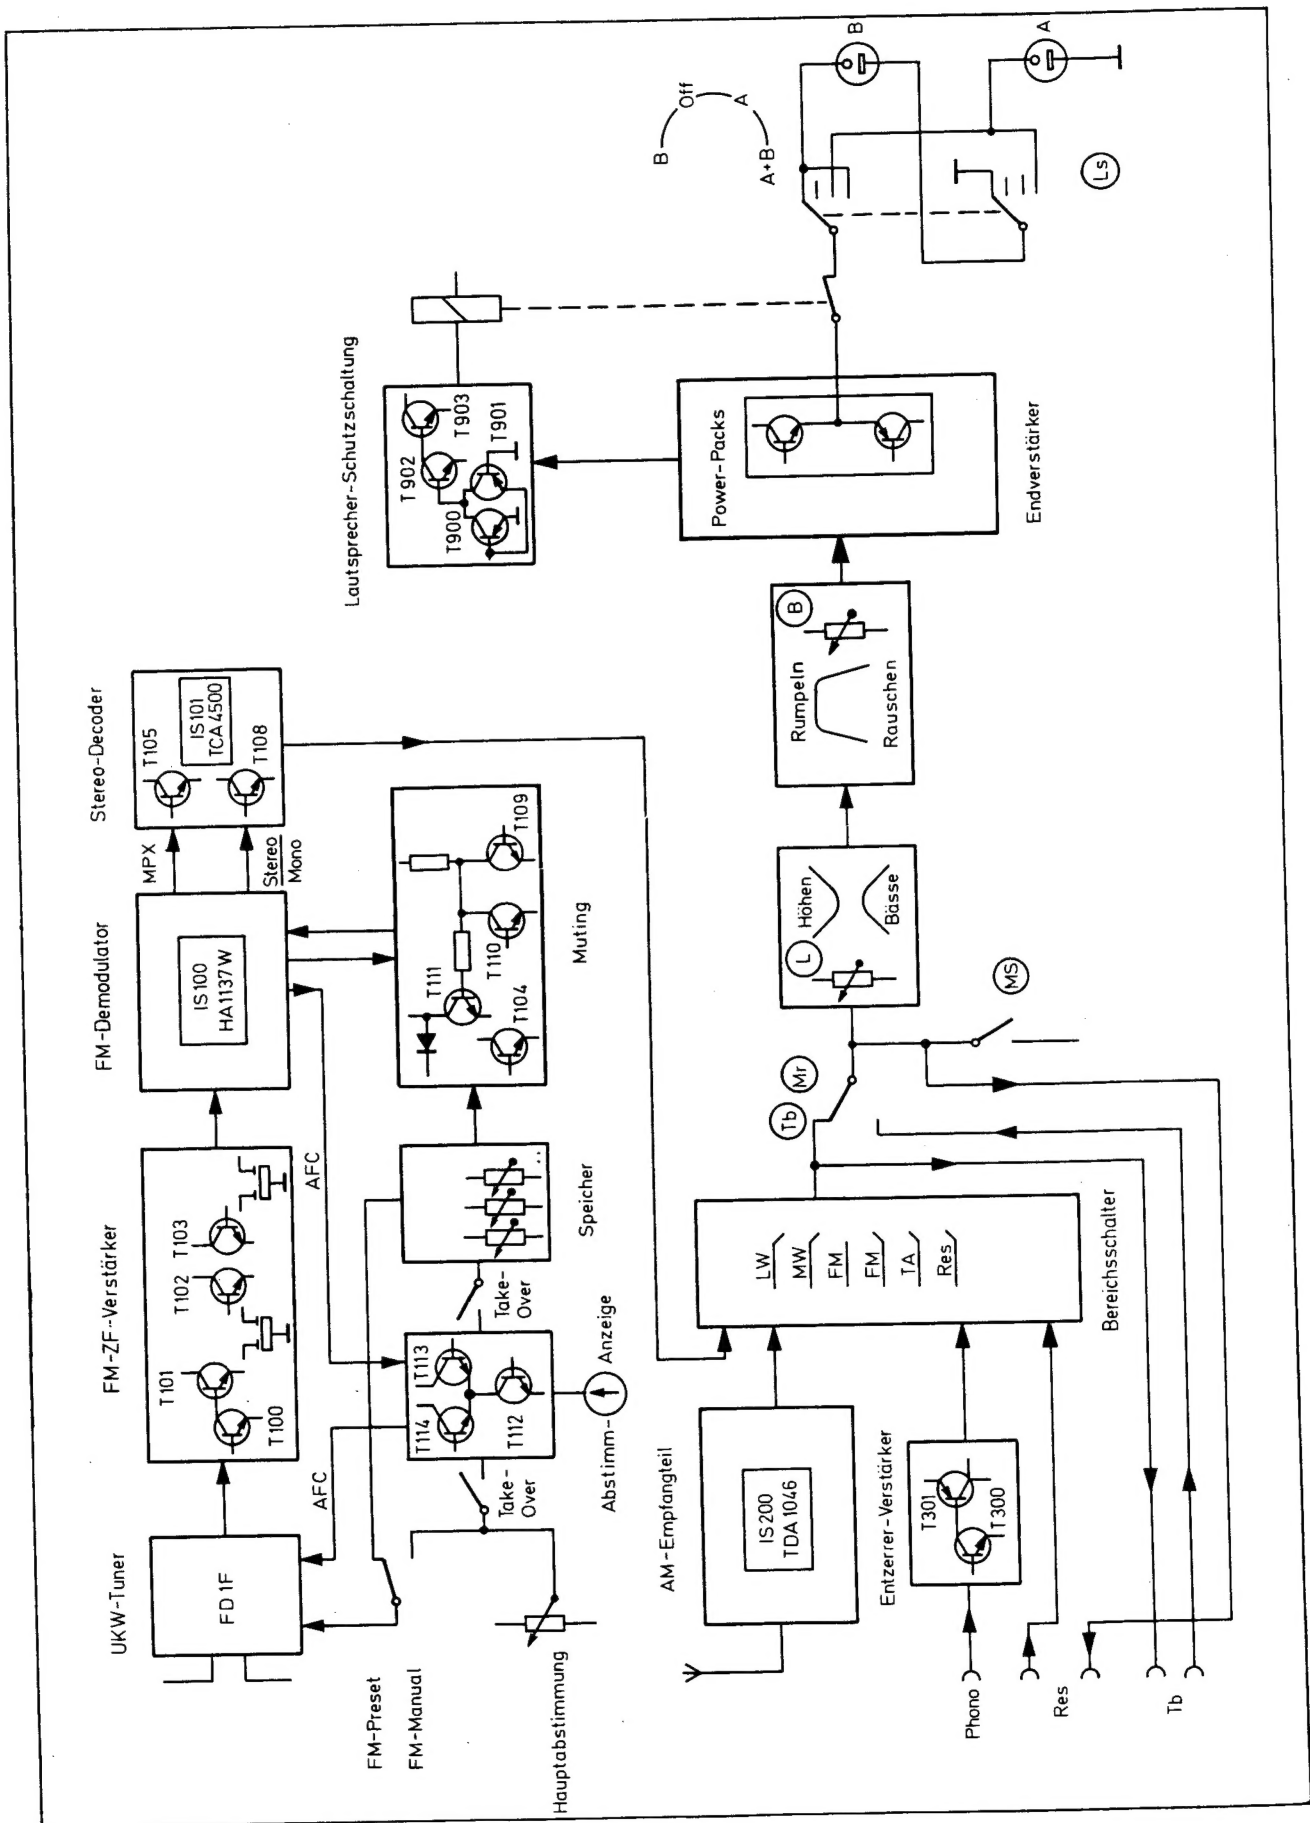 UKW-Tuner
FM-ZF-Verstärker
FM-Demodulator
Stereo-Decoder
FD1F
T100
T101
T102
T103
IS100
HA1137W
MPX
Stereo
Mono
T105
IS101
TCA4500
T108
AFC
AFC
FM-Preset
FM-Manual
Hauptabstimmung
Take-
Over
T114
T113
T112
Abstimm-
Anzeige
Take-
Over
Speicher
T111
T104
T110
T109
Muting
Lautsprecher-Schutzschaltung
T900
T902
T901
T903
AM-Empfangteil
IS200
TDA1046
Entzerrer-Verstärker
T301
T300
Phono
Res
Tb
LW
MW
FM
FM
TA
Res
Bereichsschalter
Tb
Mr
MS
L
Höhen
Bässe
Rumpeln
B
Rauschen
Power-Packs
Endverstärker
B
Off
A
A+B
B
A
Ls